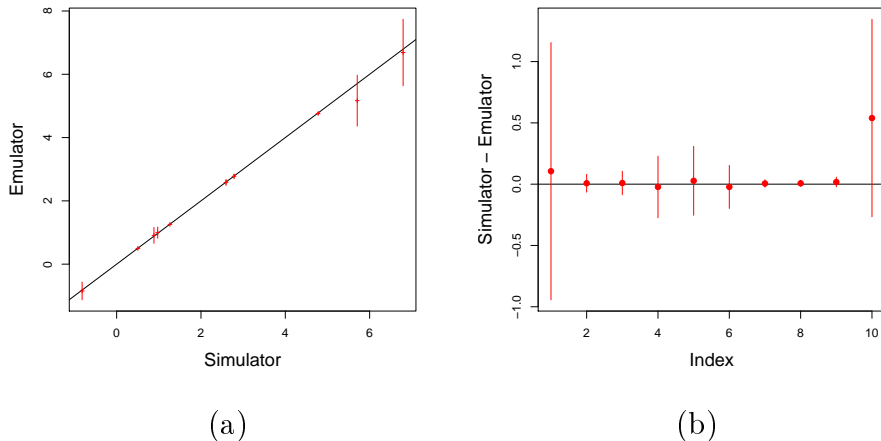 8
6
4
2
0
Emulator
0 2 4 6
Simulator
(a)
1.0
0.5
0.0
−0.5
−1.0
Simulator − Emulator
2 4 6 8 10
Index
(b)